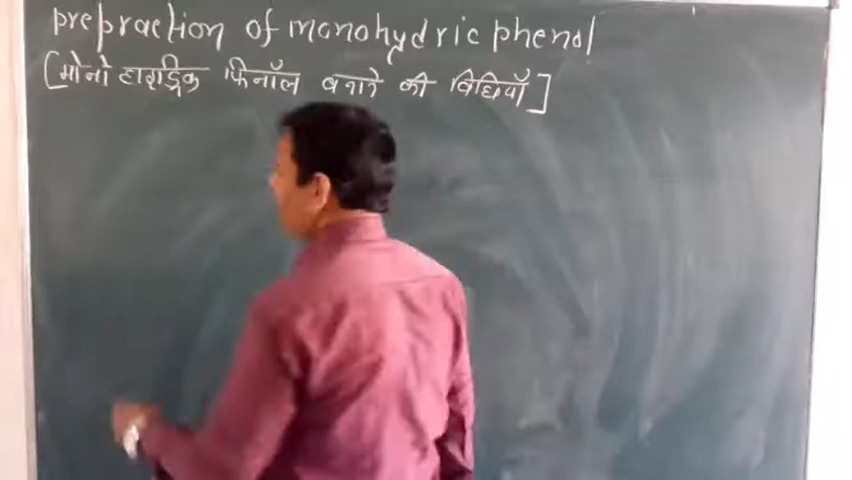 prepraction of monohydric phenol
[मोनो हाइड्रिक फिनॉल बनाने की विधियाँ]